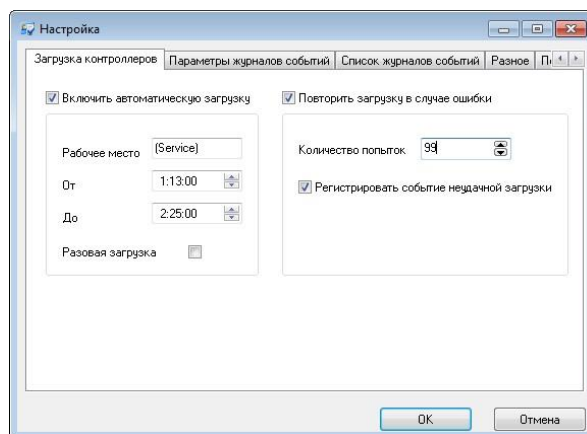 Настройка
Загрузка контроллеров Параметры журналов событий Список журналов событий Разное
Включить автоматическую загрузку
Повторить загрузку в случае ошибки
Рабочее место (Service)
От 1:13:00
До 2:25:00
Разовая загрузка
Количество попыток 99
Регистрировать событие неудачной загрузки
OK Отмена